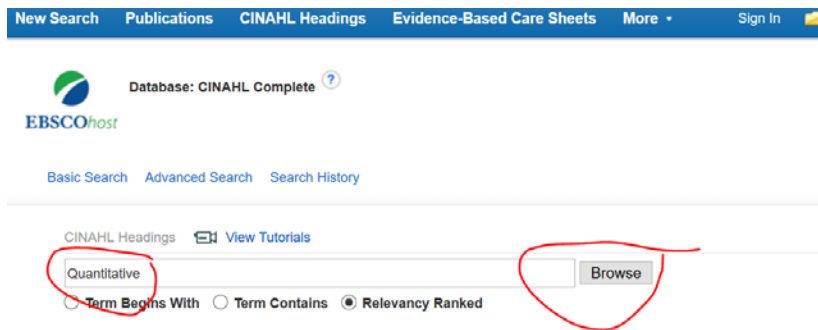 New Search Publications CINAHL Headings Evidence-Based Care Sheets More Sign In
Database: CINAHL Complete ?
EBSCOhost
Basic Search Advanced Search Search History
CINAHL Headings View Tutorials
Quantitative Browse
Term Begins With Term Contains Relevancy Ranked